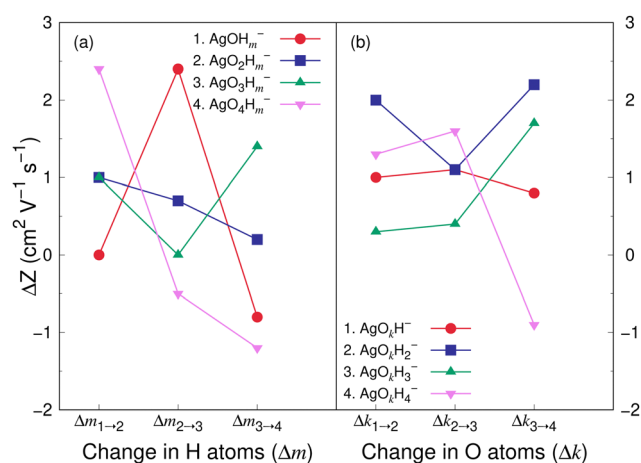 3
2
1
0
−1
−2
ΔZ (cm² V⁻¹ s⁻¹)
(a)
1. AgOHₘ⁻
2. AgO₂Hₘ⁻
3. AgO₃Hₘ⁻
4. AgO₄Hₘ⁻
Δm₁→₂ Δm₂→₃ Δm₃→₄
Change in H atoms (Δm)
(b)
1. AgOₖH⁻
2. AgOₖH₂⁻
3. AgOₖH₃⁻
4. AgOₖH₄⁻
Δk₁→₂ Δk₂→₃ Δk₃→₄
Change in O atoms (Δk)
3
2
1
0
−1
−2